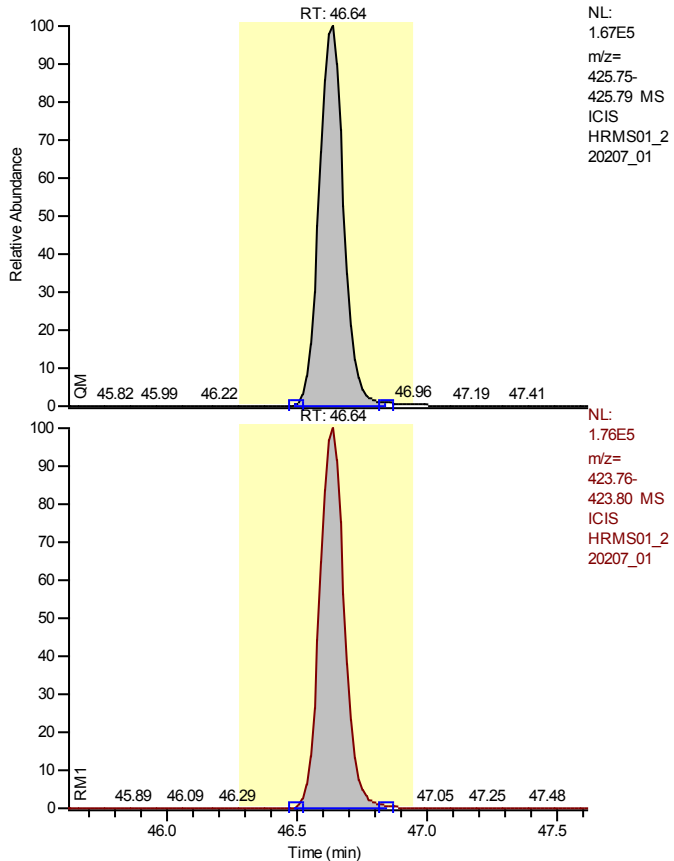 RT: 46.64
NL:
1.67E5
m/z=
425.75-
425.79 MS
ICIS
HRMS01_2
20207_01
100
90
80
70
60
50
40
30
20
10
0
Relative Abundance
QM
45.82 45.99 46.22 46.96 47.19 47.41
RT: 46.64
NL:
1.76E5
m/z=
423.76-
423.80 MS
ICIS
HRMS01_2
20207_01
100
90
80
70
60
50
40
30
20
10
0
RM1
45.89 46.09 46.29 47.05 47.25 47.48
46.0 46.5 47.0 47.5
Time (min)